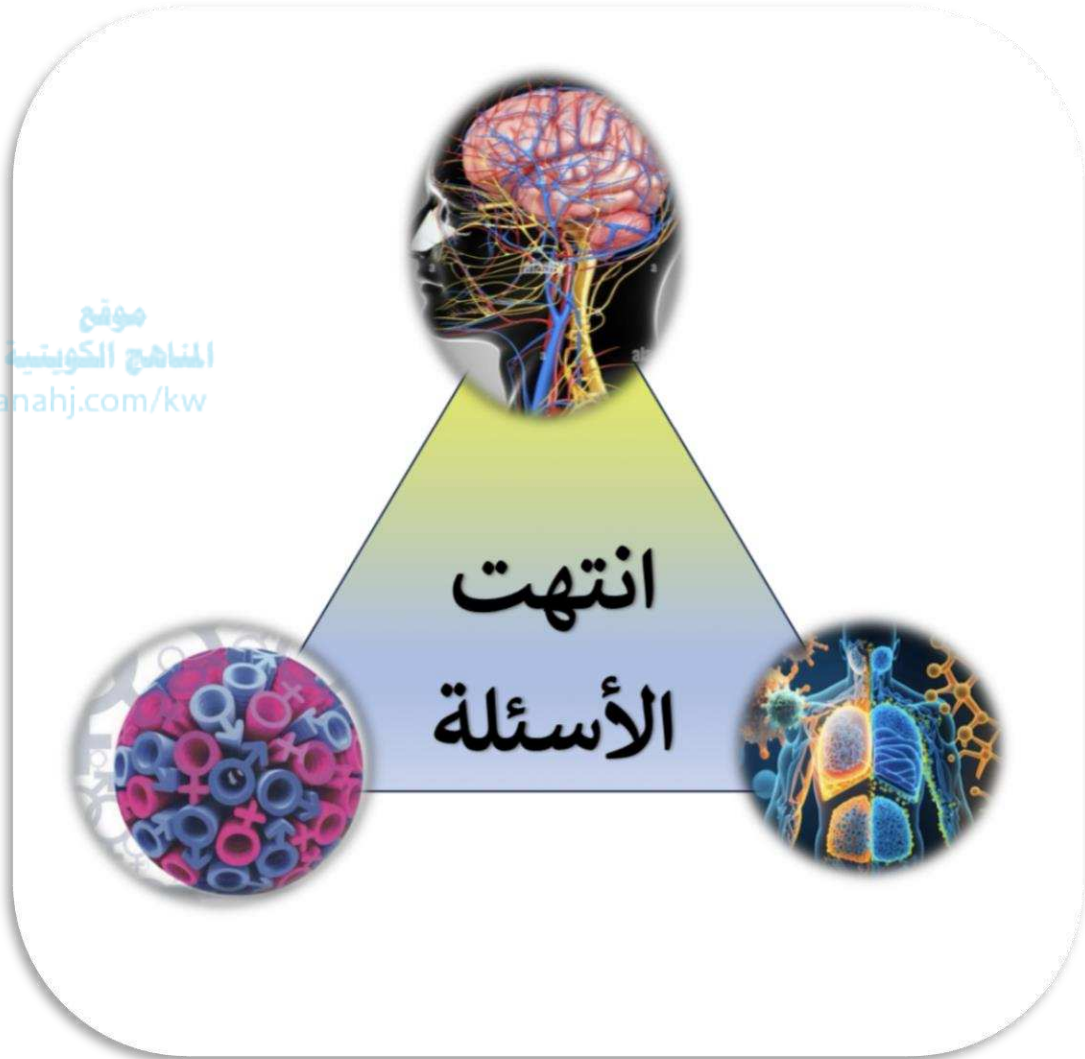 موقع
المناهج الكويتية
anahj.com/kw
انتهت
الأسئلة